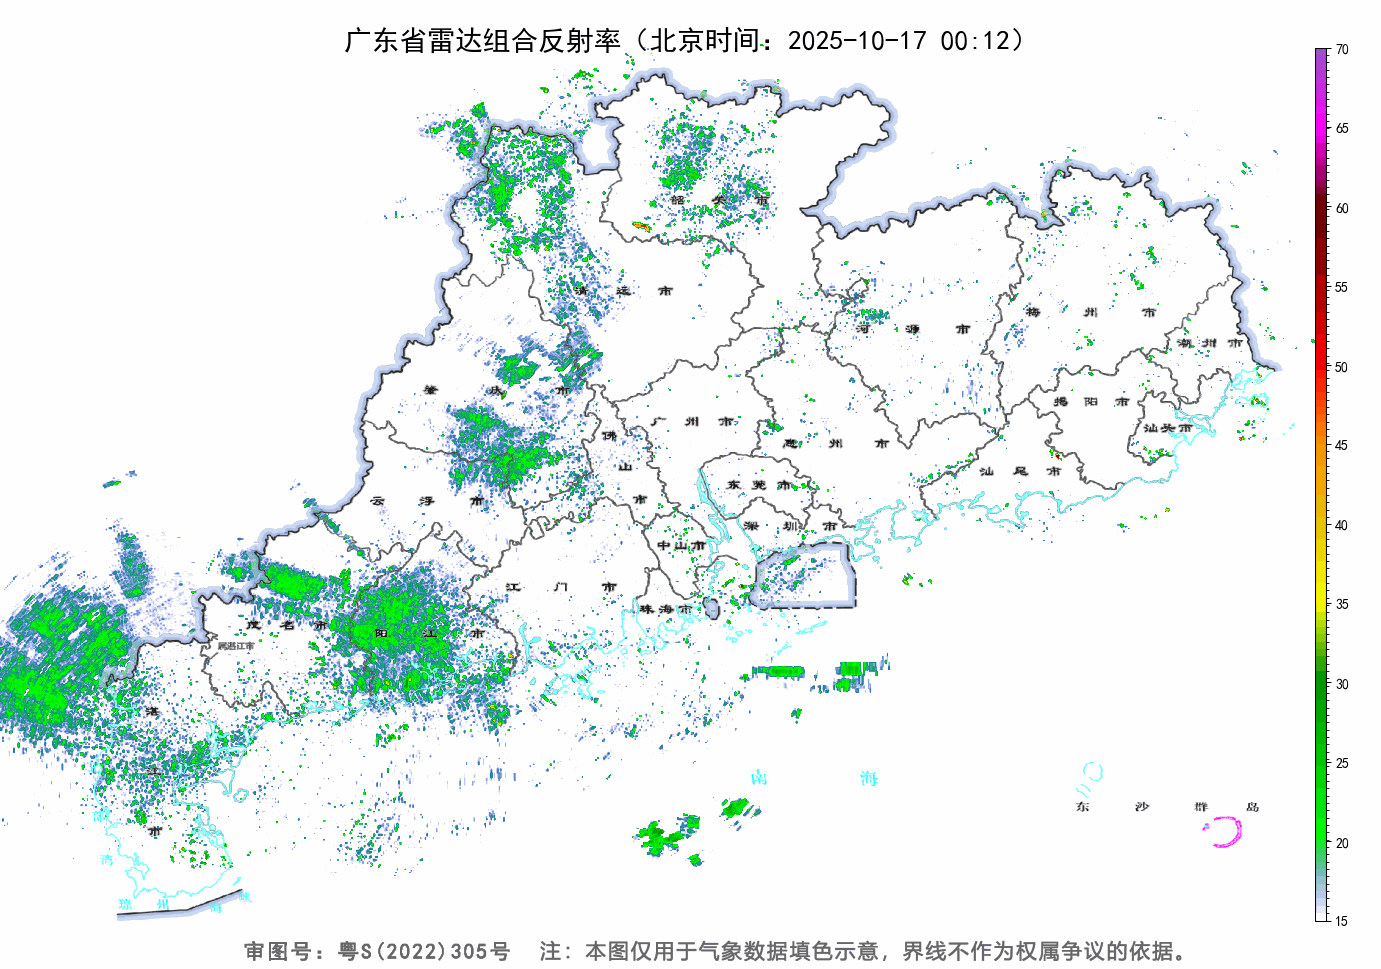 广东省雷达组合反射率（北京时间：2025-10-17 00:12）
70
65
60
55
50
45
40
35
30
25
20
15
韶关市
清远市
河源市
梅州市
潮州市
肇庆市
揭阳市
汕头市
广州市
佛山市
惠州市
汕尾市
东莞市
云浮市
深圳市
中山市
江门市
珠海市
茂名市
阳江市
属湛江市
湛江市
南海
东沙群岛
琼州海峡
审图号：粤S(2022)305号 注：本图仅用于气象数据填色示意，界线不作为权属争议的依据。